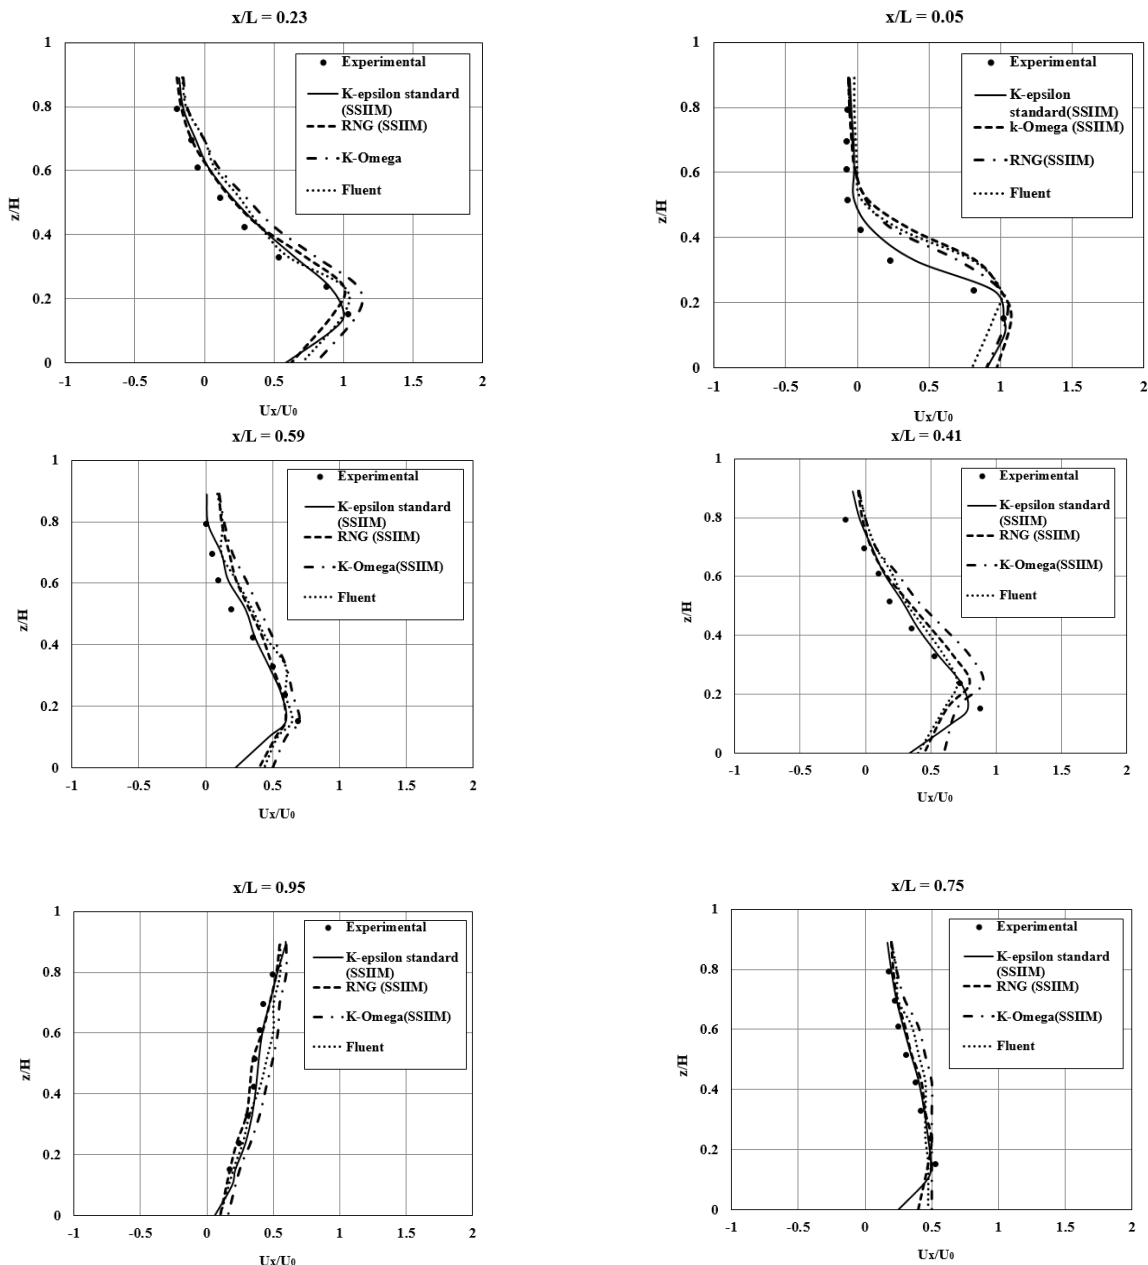 x/L = 0.23
1
0.8
0.6
0.4
0.2
0
z/H
-1 -0.5 0 0.5 1 1.5 2
Ux/U0
Experimental
K-epsilon standard
(SSIIM)
RNG (SSIIM)
K-Omega
Fluent
x/L = 0.05
1
0.8
0.6
0.4
0.2
0
z/H
-1 -0.5 0 0.5 1 1.5 2
Ux/U0
Experimental
K-epsilon
standard(SSIIM)
k-Omega (SSIIM)
RNG(SSIIM)
Fluent
x/L = 0.59
1
0.8
0.6
0.4
0.2
0
z/H
-1 -0.5 0 0.5 1 1.5 2
Ux/U0
Experimental
K-epsilon standard
(SSIIM)
RNG (SSIIM)
K-Omega(SSIIM)
Fluent
x/L = 0.41
1
0.8
0.6
0.4
0.2
0
z/H
-1 -0.5 0 0.5 1 1.5 2
Ux/U0
Experimental
K-epsilon standard
(SSIIM)
RNG (SSIIM)
K-Omega(SSIIM)
Fluent
x/L = 0.95
1
0.8
0.6
0.4
0.2
0
z/H
-1 -0.5 0 0.5 1 1.5 2
Ux/U0
Experimental
K-epsilon standard
(SSIIM)
RNG (SSIIM)
K-Omega(SSIIM)
Fluent
x/L = 0.75
1
0.8
0.6
0.4
0.2
0
z/H
-1 -0.5 0 0.5 1 1.5 2
Ux/U0
Experimental
K-epsilon standard
(SSIIM)
RNG (SSIIM)
K-Omega(SSIIM)
Fluent